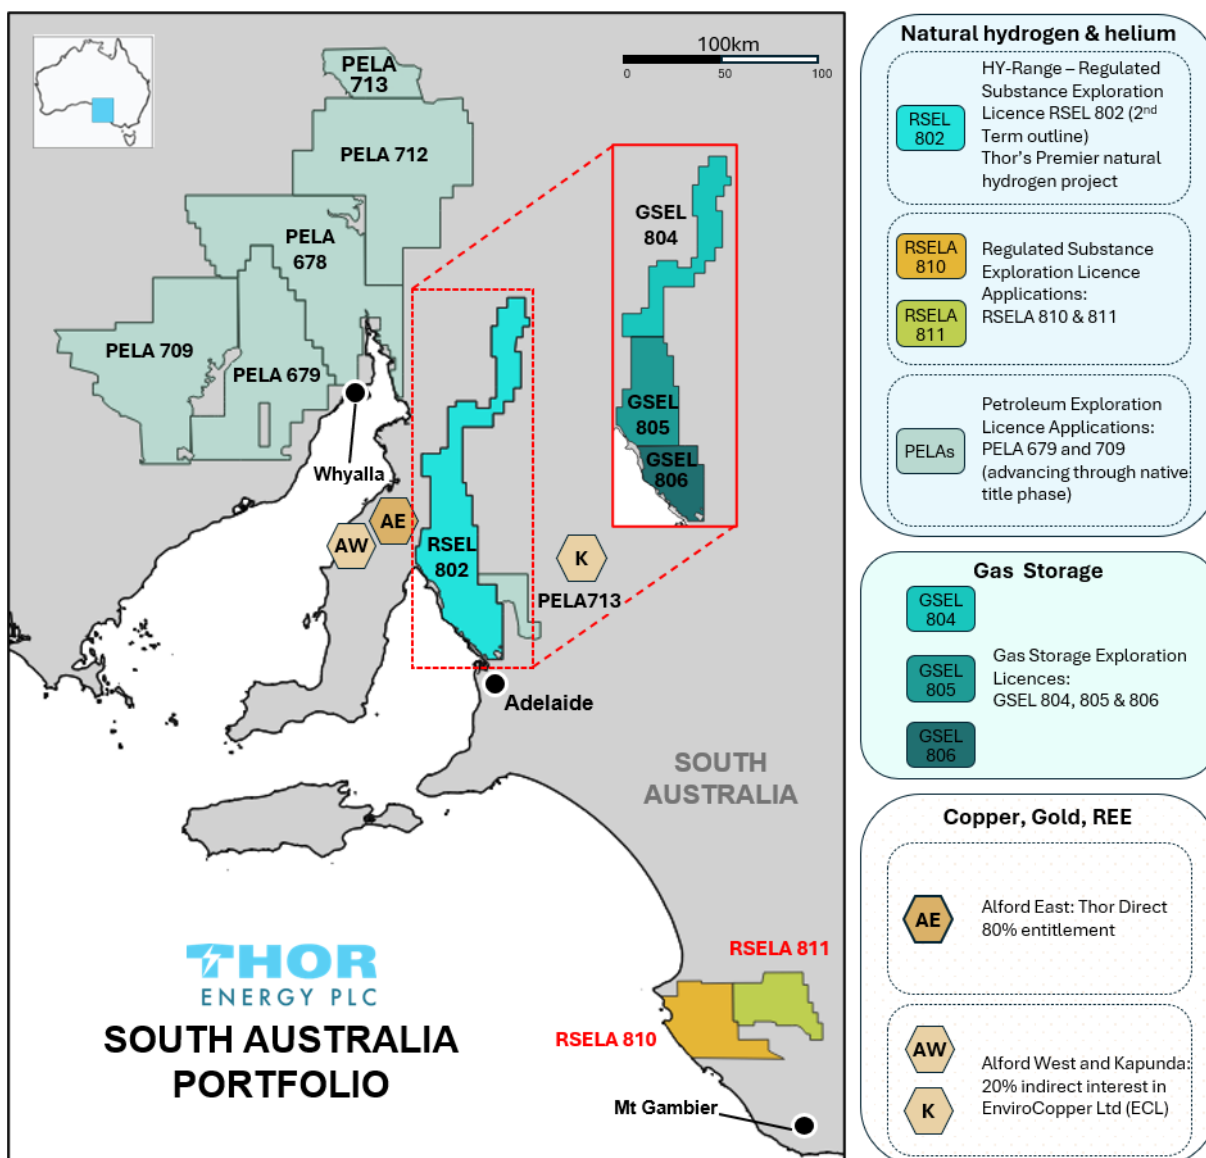 PELA
713
PELA 712
PELA
678
PELA 709
PELA 679
Whyalla
AE
AW
RSEL
802
K
PELA713
Adelaide
100km
0
50
100
GSEL
804
GSEL
805
GSEL
806
SOUTH
AUSTRALIA
RSELA 811
RSELA 810
Mt Gambier
THOR
ENERGY PLC
SOUTH AUSTRALIA
PORTFOLIO
Natural hydrogen & helium
RSEL
802
HY-Range – Regulated
Substance Exploration
Licence RSEL 802 (2nd
Term outline)
Thor's Premier natural
hydrogen project
RSELA
810
RSELA
811
Regulated Substance
Exploration Licence
Applications:
RSELA 810 & 811
PELAs
Petroleum Exploration
Licence Applications:
PELA 679 and 709
(advancing through native
title phase)
Gas Storage
GSEL
804
GSEL
805
GSEL
806
Gas Storage Exploration
Licences:
GSEL 804, 805 & 806
Copper, Gold, REE
AE
Alford East: Thor Direct
80% entitlement
AW
K
Alford West and Kapunda:
20% indirect interest in
EnviroCopper Ltd (ECL)